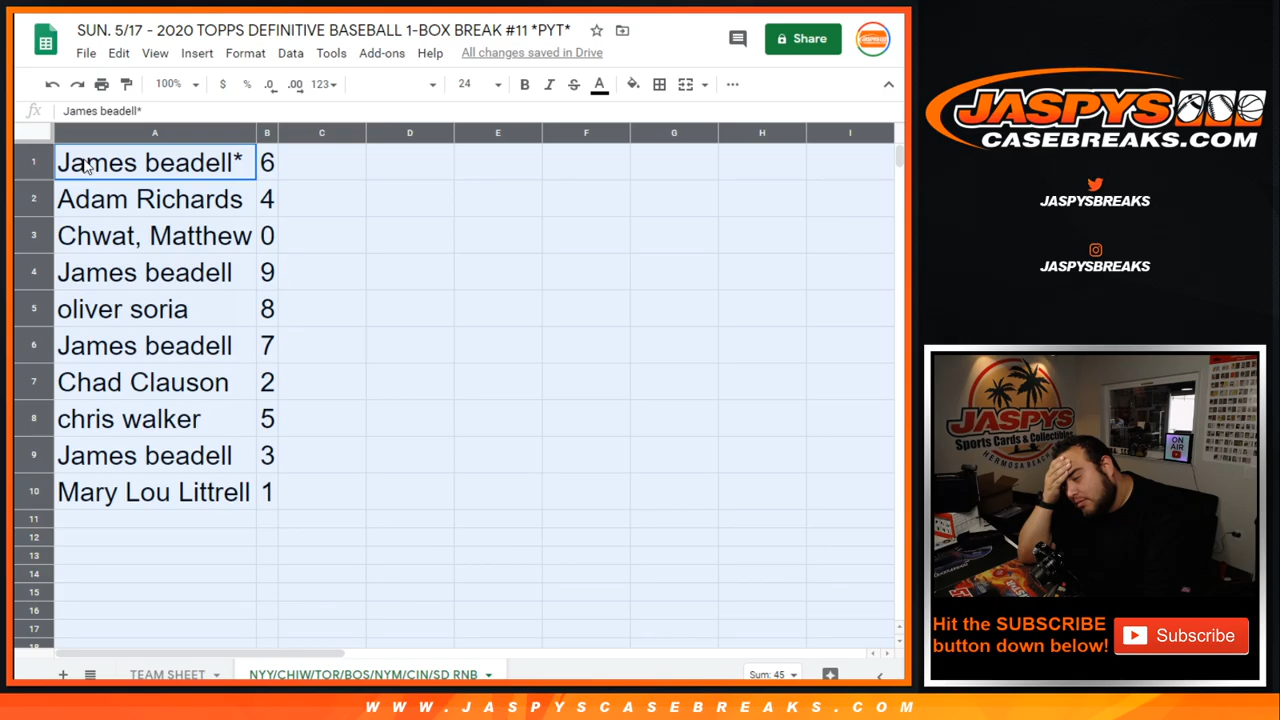 SUN. 5/17 - 2020 TOPPS DEFINITIVE BASEBALL 1-BOX BREAK #11 *PYT*
Share
File Edit View Insert Format Data Tools Add-ons Help All changes saved in Drive
100% $ % .0 .00 123 24 B I S A
fx James beadell*
A B C D E F G H I
1 James beadell* 6
2 Adam Richards 4
3 Chwat, Matthew 0
4 James beadell 9
5 oliver soria 8
6 James beadell 7
7 Chad Clauson 2
8 chris walker 5
9 James beadell 3
10 Mary Lou Littrell 1
11
12
13
14
15
16
17
18
TEAM SHEET NYY/CHIW/TOR/BOS/NYM/CIN/SD RNB Sum: 45
JASPYS
CASEBREAKS.COM
JASPYSBREAKS
JASPYSBREAKS
JASPYS
Sports Cards & Collectibles
HERMOSA BEACH
ON AIR
Hit the SUBSCRIBE
button down below!
Subscribe
WWW.JASPYSCASEBREAKS.COM